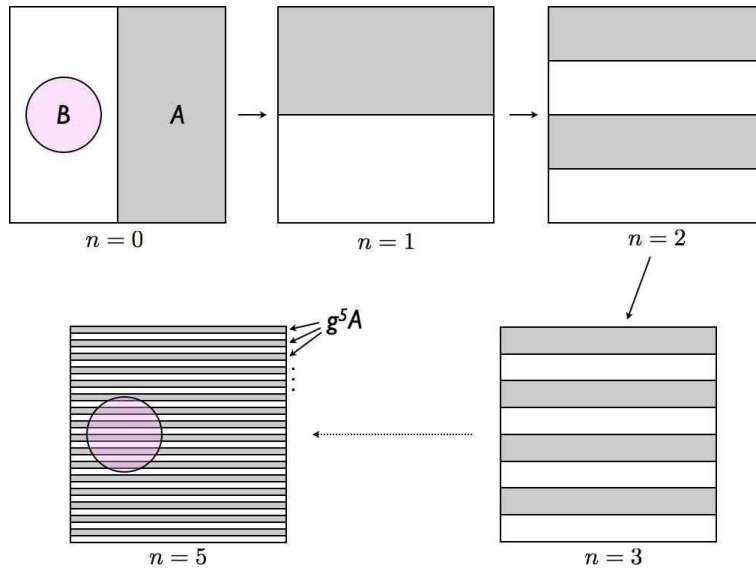 B A
n = 0
n = 1
n = 2
g⁵A
n = 5
n = 3